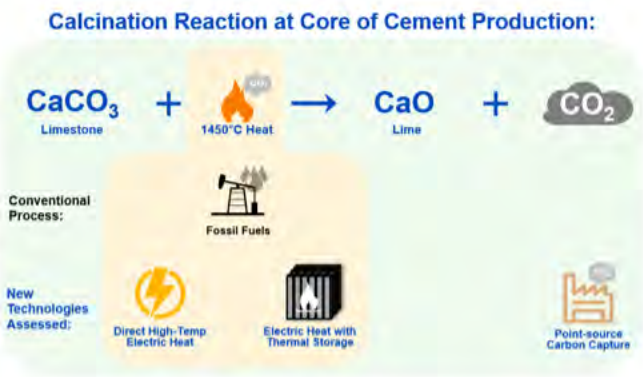 Calcination Reaction at Core of Cement Production:
CaCO₃ + CO₂ → CaO + CO₂
Limestone 1450°C Heat Lime
Conventional
Process:
Fossil Fuels
New
Technologies
Assessed:
Direct High-Temp
Electric Heat
Electric Heat with
Thermal Storage
Point-source
Carbon Capture